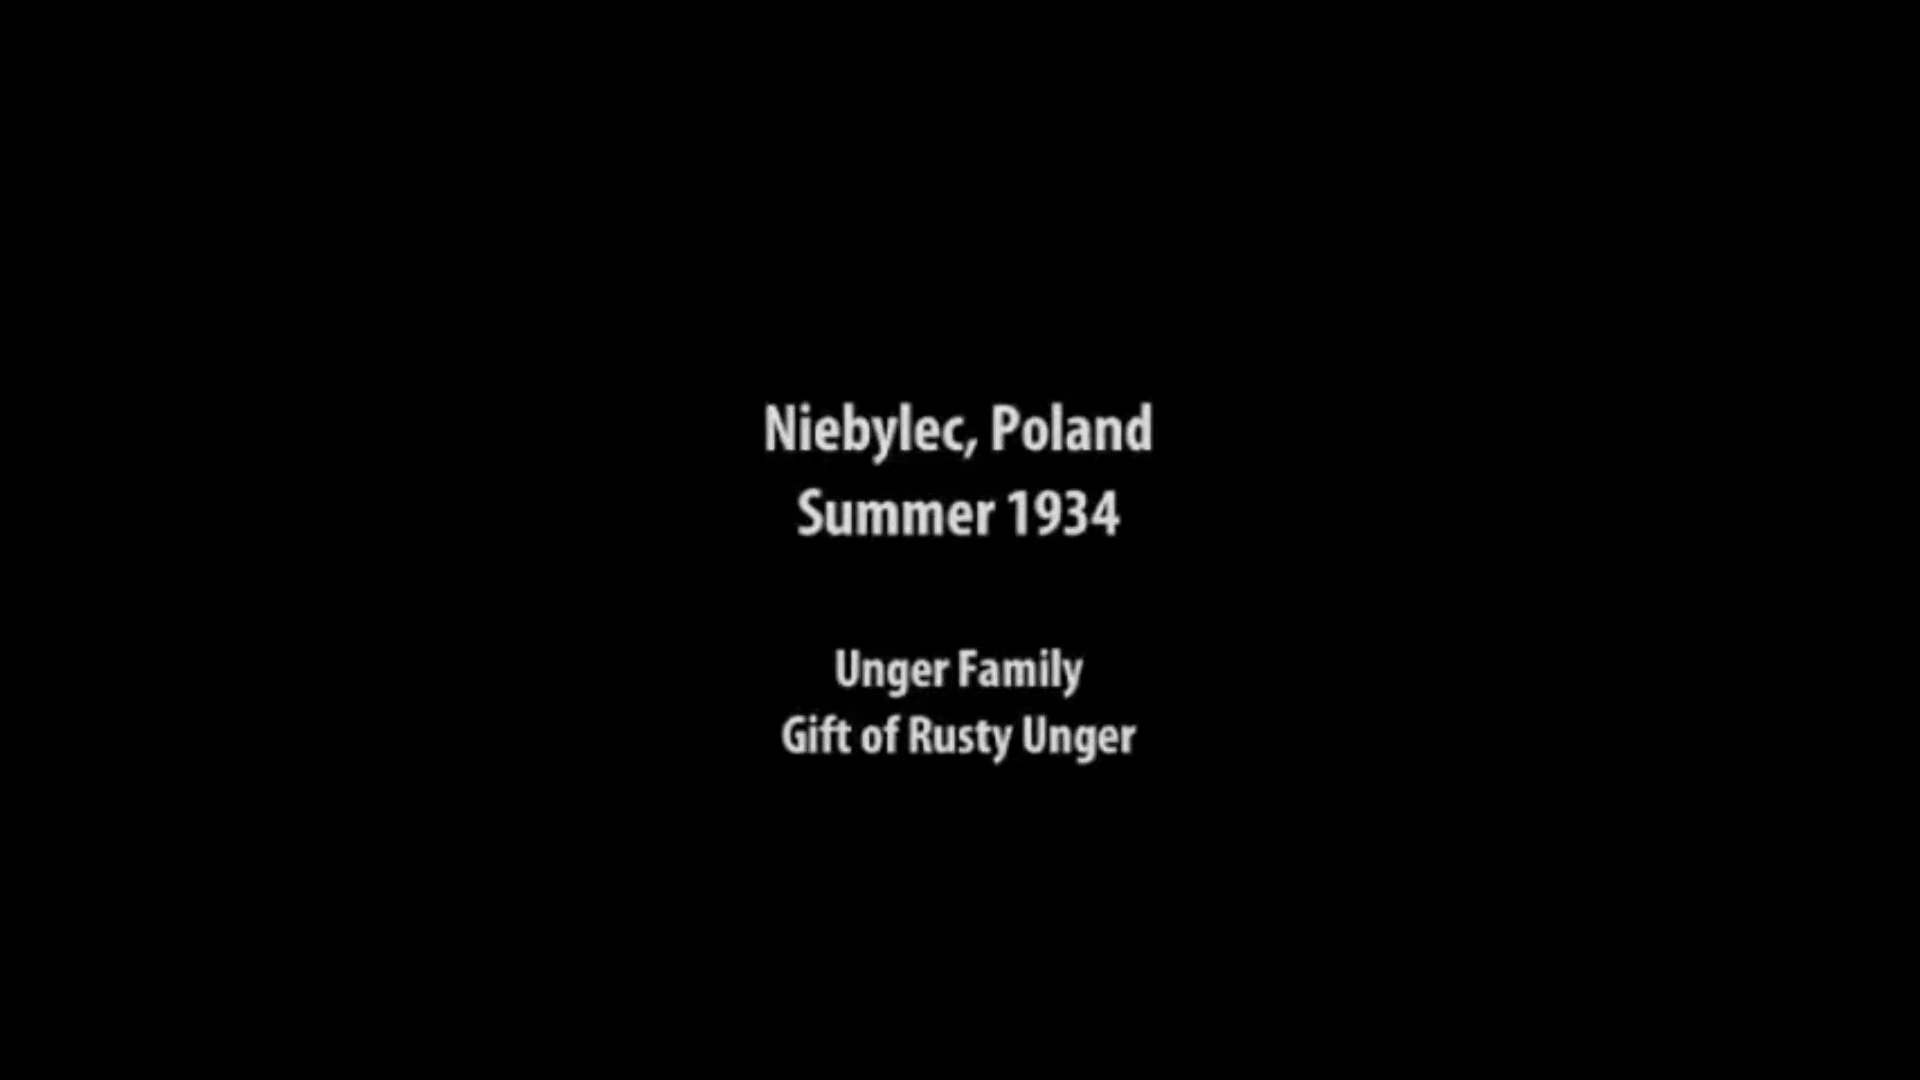 Niebylec, Poland
Summer 1934
Unger Family
Gift of Rusty Unger